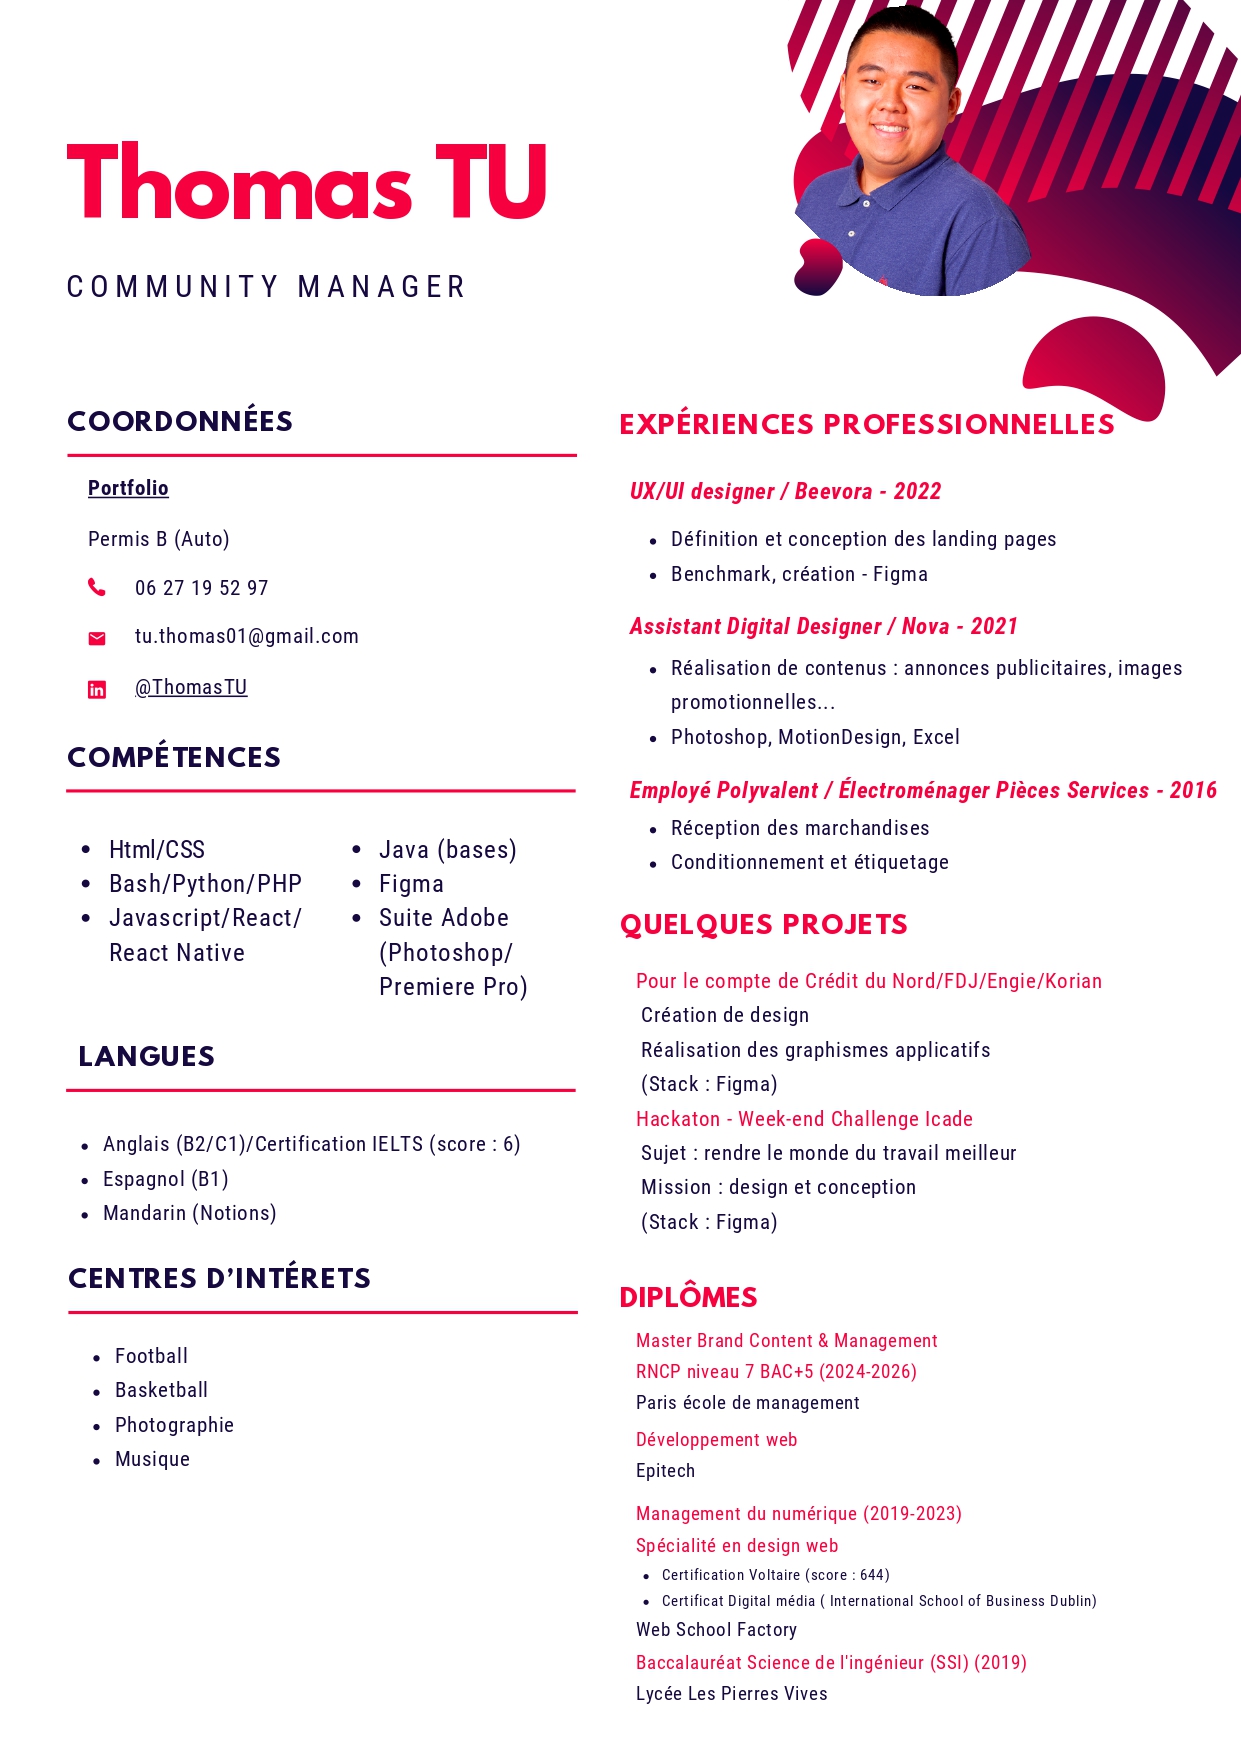 Thomas TU
COMMUNITY MANAGER
COORDONNÉES
Portfolio
Permis B (Auto)
06 27 19 52 97
tu.thomas01@gmail.com
@ThomasTU
COMPÉTENCES
Html/CSS
Bash/Python/PHP
Javascript/React/
React Native
Java (bases)
Figma
Suite Adobe
(Photoshop/
Premiere Pro)
LANGUES
Anglais (B2/C1)/Certification IELTS (score : 6)
Espagnol (B1)
Mandarin (Notions)
CENTRES D'INTÉRETS
Football
Basketball
Photographie
Musique
EXPÉRIENCES PROFESSIONNELLES
UX/UI designer / Beevora - 2022
Définition et conception des landing pages
Benchmark, création - Figma
Assistant Digital Designer / Nova - 2021
Réalisation de contenus : annonces publicitaires, images
promotionnelles...
Photoshop, MotionDesign, Excel
Employé Polyvalent / Électroménager Pièces Services - 2016
Réception des marchandises
Conditionnement et étiquetage
QUELQUES PROJETS
Pour le compte de Crédit du Nord/FDJ/Engie/Korian
Création de design
Réalisation des graphismes applicatifs
(Stack : Figma)
Hackaton - Week-end Challenge Icade
Sujet : rendre le monde du travail meilleur
Mission : design et conception
(Stack : Figma)
DIPLÔMES
Master Brand Content & Management
RNCP niveau 7 BAC+5 (2024-2026)
Paris école de management
Développement web
Epitech
Management du numérique (2019-2023)
Spécialité en design web
Certification Voltaire (score : 644)
Certificat Digital média ( International School of Business Dublin)
Web School Factory
Baccalauréat Science de l'ingénieur (SSI) (2019)
Lycée Les Pierres Vives